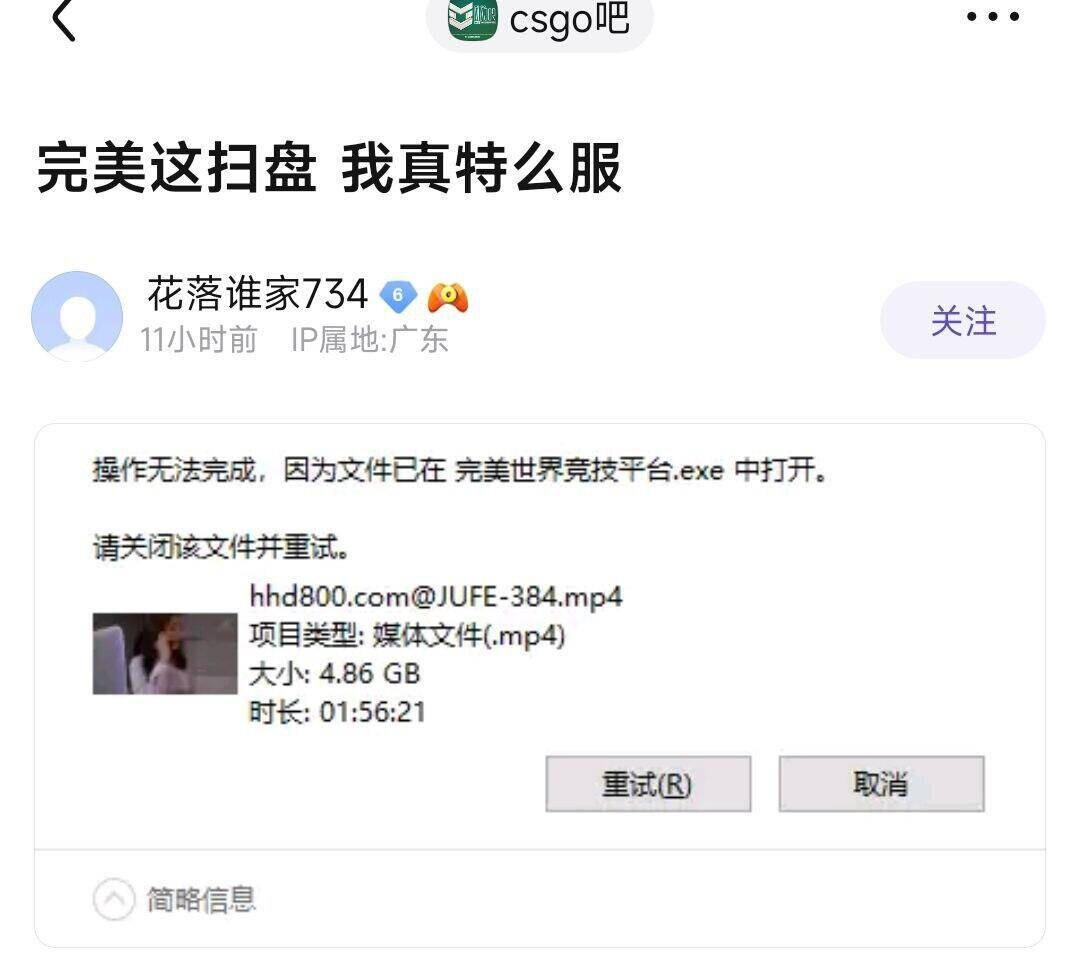 csgo吧
完美这扫盘 我真特么服
花落谁家734 6
11小时前 IP属地:广东
关注
操作无法完成，因为文件已在 完美世界竞技平台.exe 中打开。
请关闭该文件并重试。
hhd800.com@JUFE-384.mp4
项目类型: 媒体文件(.mp4)
大小: 4.86 GB
时长: 01:56:21
重试(R)
取消
简略信息